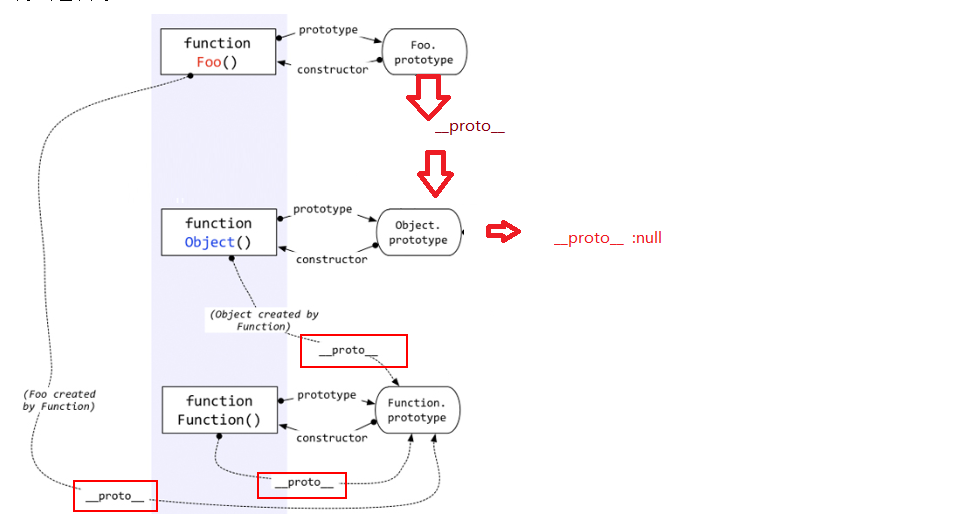 function
Foo()
prototype
constructor
Foo.
prototype
__proto__
function
Object()
prototype
constructor
Object.
prototype
__proto__ :null
(Object created by
Function)
__proto__
(Foo created
by Function)
function
Function()
prototype
constructor
Function.
prototype
__proto__
__proto__